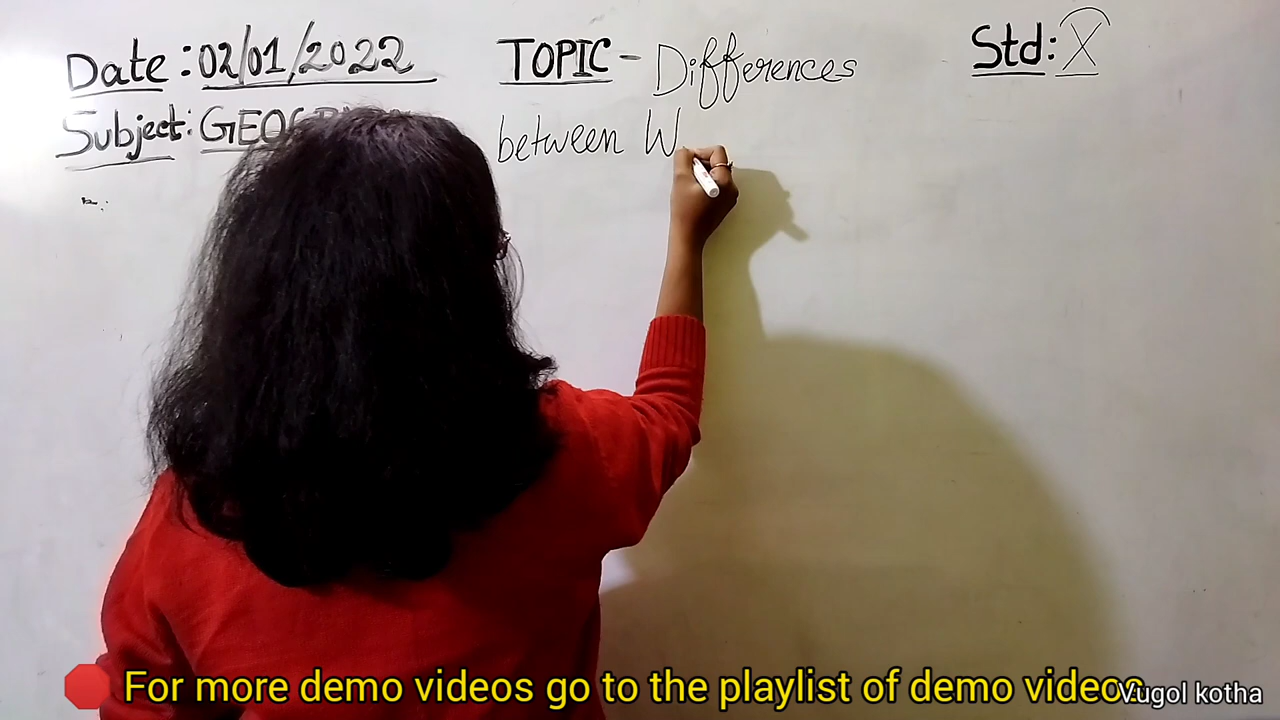 Date: 02/01/2022
TOPIC - Differences
Std: X
Subject:
between W
For more demo videos go to the playlist of demo videos.
Vugol kotha